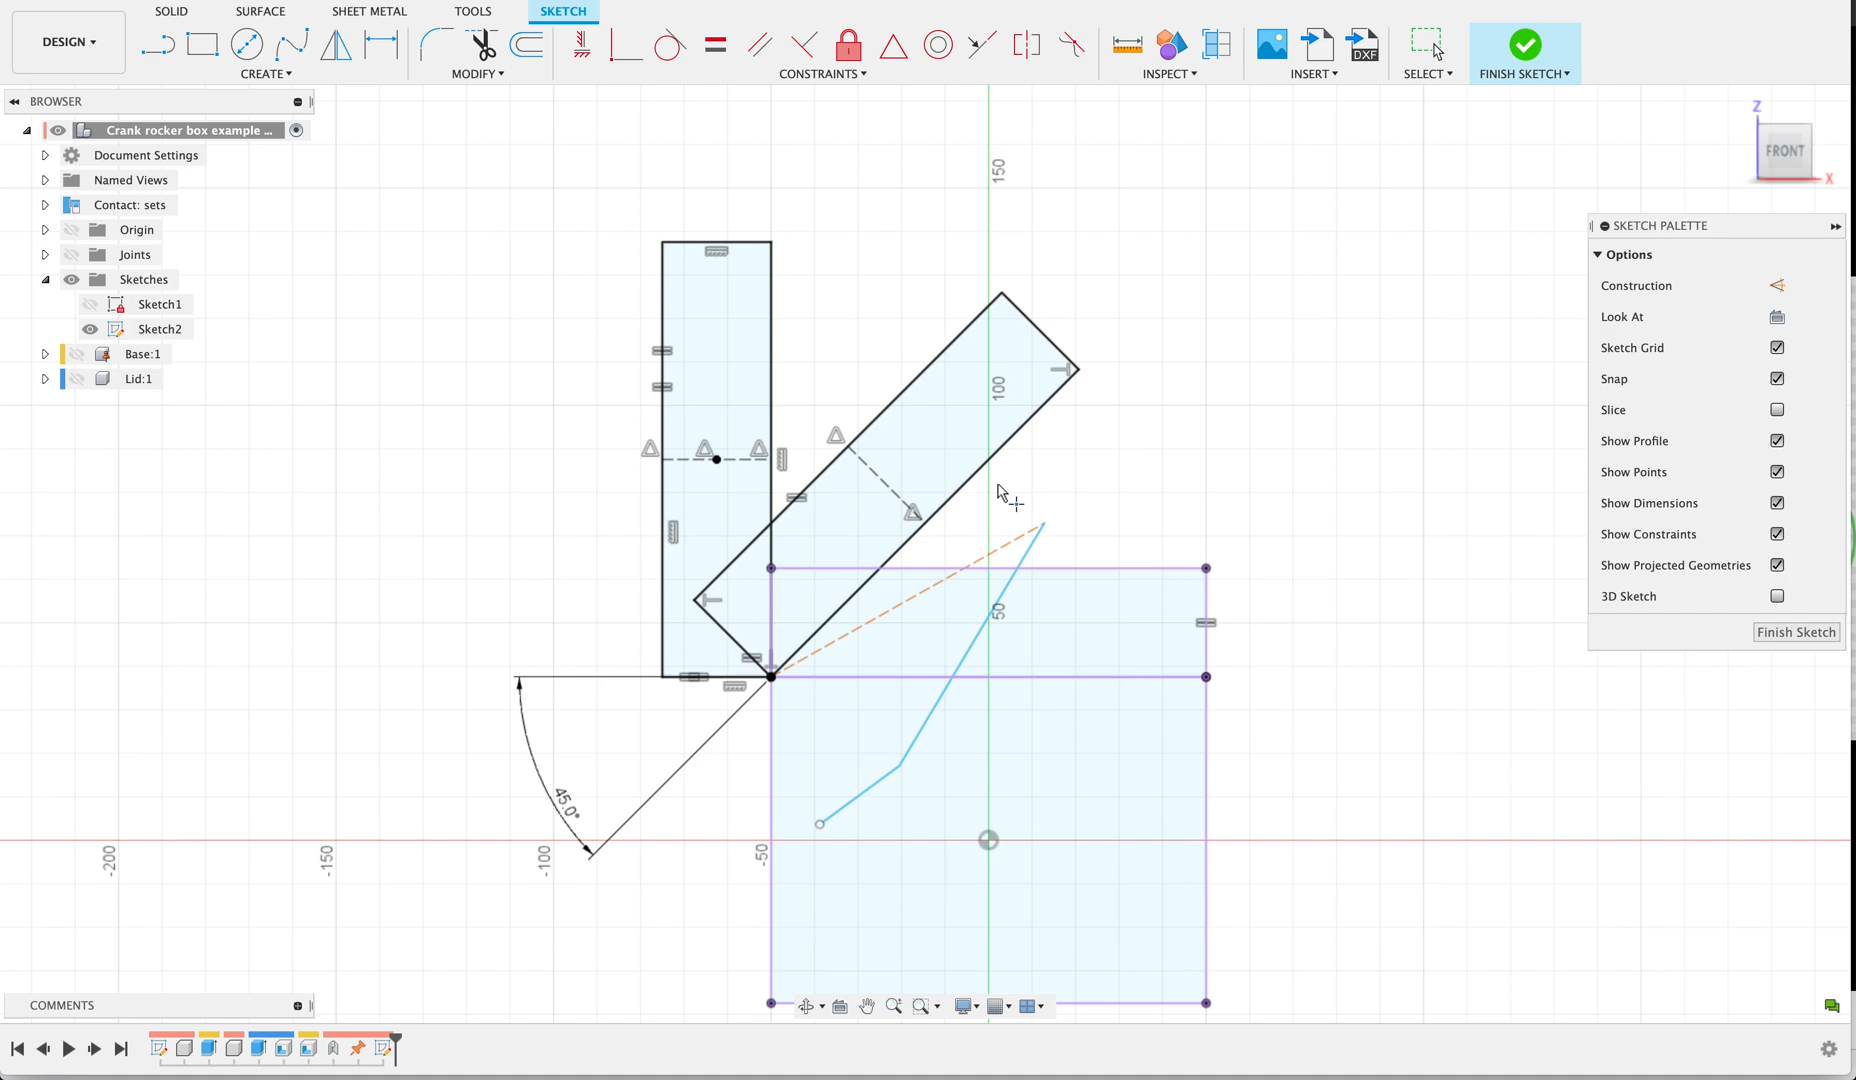 SOLID SURFACE SHEET METAL TOOLS SKETCH
DESIGN
CREATE MODIFY CONSTRAINTS INSPECT INSERT SELECT FINISH SKETCH
DXF
BROWSER
Crank rocker box example ...
Document Settings
Named Views
Contact: sets
Origin
Joints
Sketches
Sketch1
Sketch2
Base:1
Lid:1
Z
FRONT
X
SKETCH PALETTE
Options
Construction
Look At
Sketch Grid
Snap
Slice
Show Profile
Show Points
Show Dimensions
Show Constraints
Show Projected Geometries
3D Sketch
Finish Sketch
150
100
50
45.0°
-200
-150
-100
-50
COMMENTS